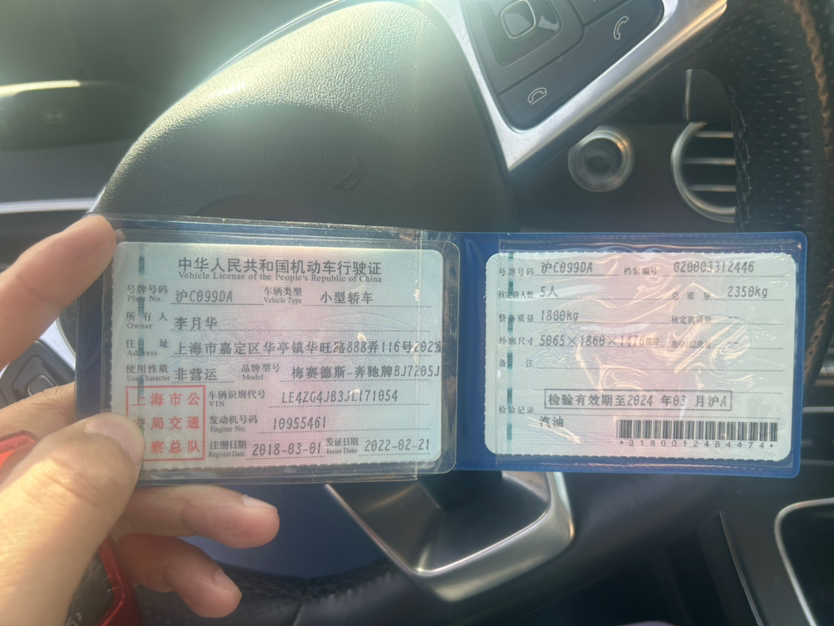 中华人民共和国机动车行驶证
Vehicle License of the People's Republic of China
号牌号码 沪C099DA 车辆类型 小型轿车
Plate No. Vehicle Type
所有人 李月华
Owner
住址 上海市嘉定区华亭镇华旺路888弄116号202室
Address
使用性质 非营运 品牌型号 梅赛德斯-奔驰牌BJ7205J
Use Character Model
上海市公 车辆识别代号 LE4ZG4JB3JL171054
VIN
局交通 发动机号码 10955461
Engine No.
察总队 注册日期 2018-03-01 发证日期 2022-02-21
Register Date Issue Date
号牌号码 沪C099DA 档案编号 020003312446
核定载人数 5人 总质量 2350kg
整备质量 1800kg 核定载质量 --
外廓尺寸 5065×1860×1470mm --
备注
检验有效期至2024年03月沪A
检验记录
汽油
*3180012484474*